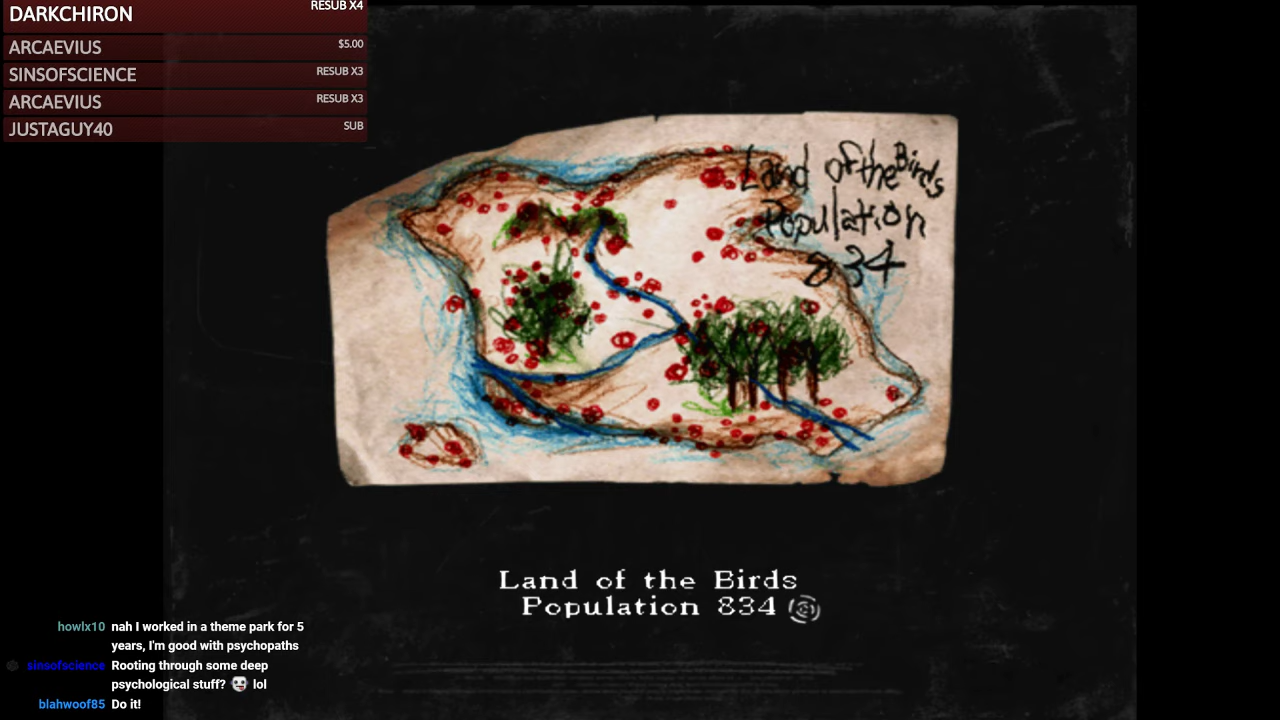 DARKCHIRON RESUB X4
ARCAEVIUS $5.00
SINSOFSCIENCE RESUB X3
ARCAEVIUS RESUB X3
JUSTAGUY40 SUB
Land of the Birds
Population
834
Land of the Birds
Population 834
howlx10 nah I worked in a theme park for 5
years, I'm good with psychopaths
sinsofscience Rooting through some deep
psychological stuff? lol
blahwoof85 Do it!